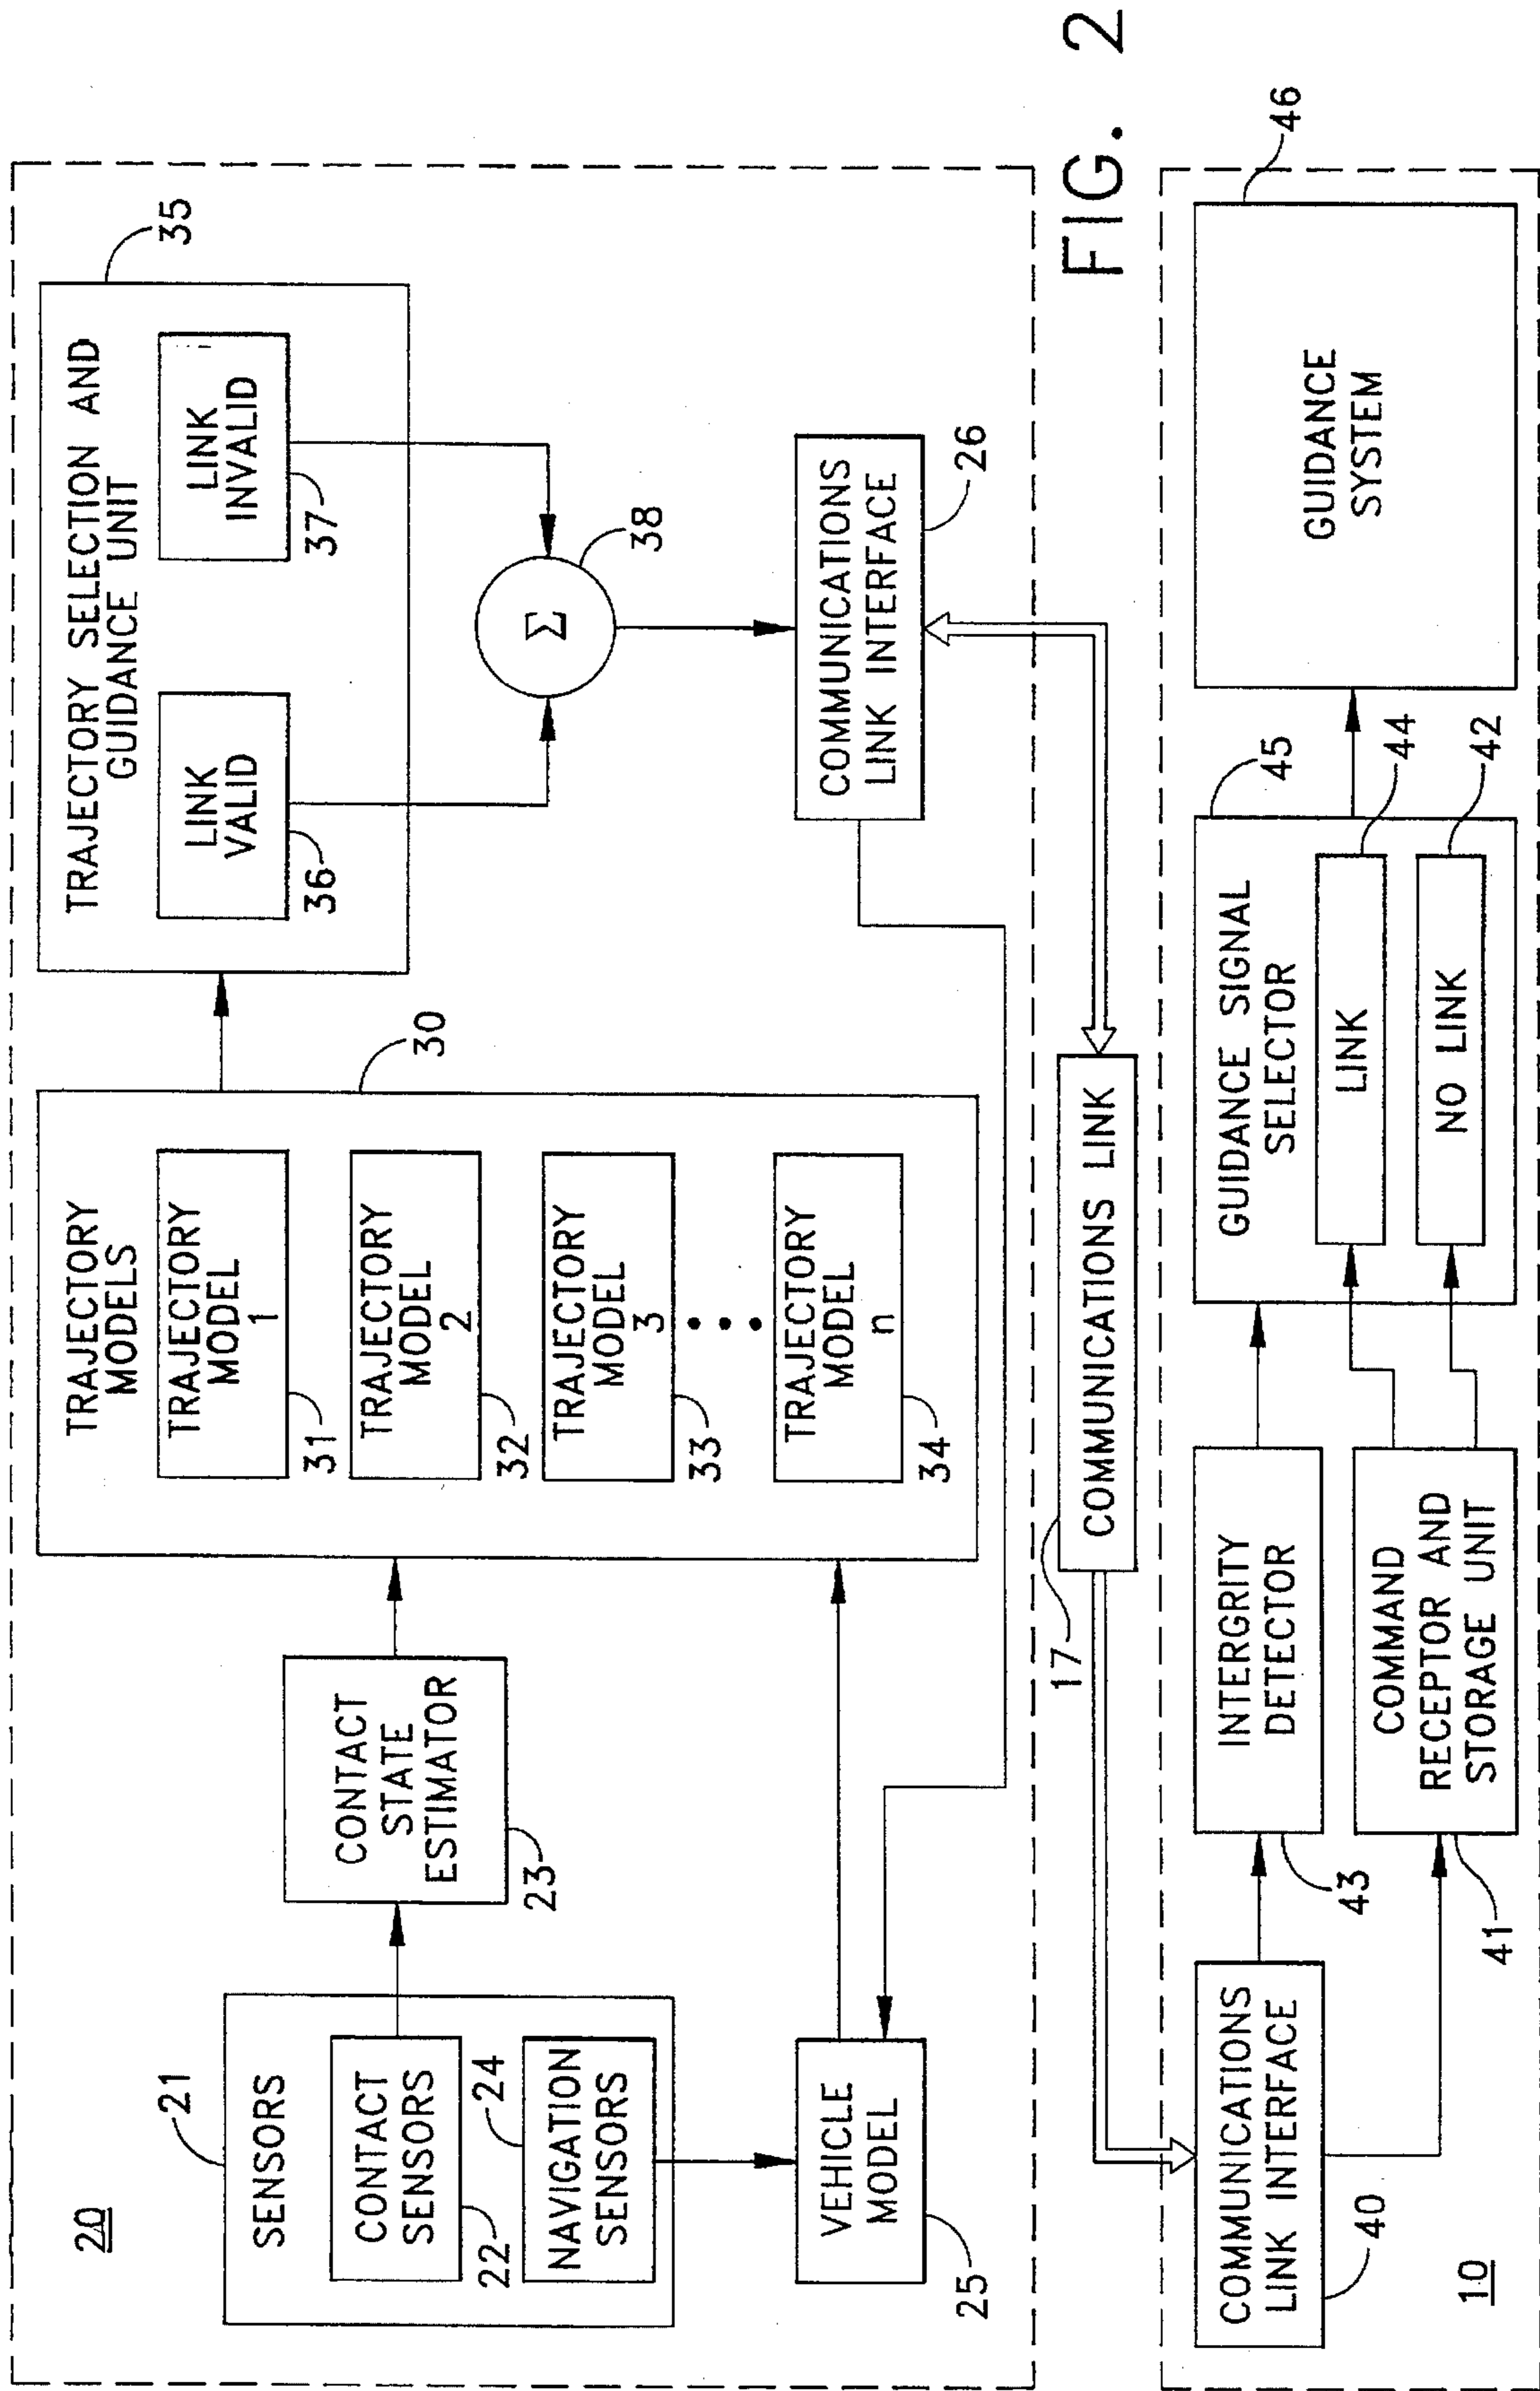 20
21
SENSORS
CONTACT
SENSORS
22
24
NAVIGATION
SENSORS
VEHICLE
MODEL
25
CONTACT
STATE
ESTIMATOR
23
TRAJECTORY
MODELS
TRAJECTORY
MODEL
1
31
TRAJECTORY
MODEL
2
32
TRAJECTORY
MODEL
3
33
TRAJECTORY
MODEL
n
34
30
TRAJECTORY SELECTION AND
GUIDANCE UNIT
35
LINK
VALID
36
LINK
INVALID
37
Σ
38
COMMUNICATIONS
LINK INTERFACE
26
17
COMMUNICATIONS LINK
FIG. 2
COMMUNICATIONS
LINK INTERFACE
40
10
INTERGRITY
DETECTOR
43
COMMAND
RECEPTOR AND
STORAGE UNIT
41
GUIDANCE SIGNAL
SELECTOR
45
LINK
44
NO LINK
42
GUIDANCE
SYSTEM
46